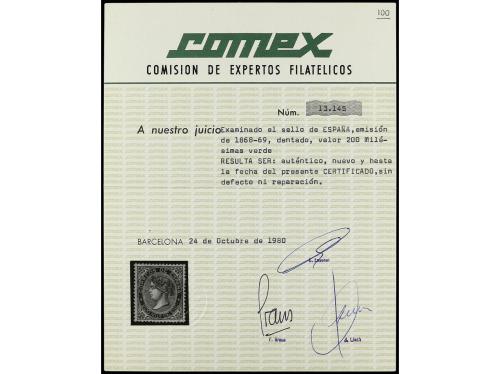 100
comex
COMISION DE EXPERTOS FILATELICOS
Núm. 13.145
A nuestro juicio Examinado el sello de ESPAÑA, emisión
de 1868-69, dentado, valor 200 Milé-
simas verde
RESULTA SER: auténtico, nuevo y hasta
la fecha del presente CERTIFICADO, sin
defecto ni reparación.
BARCELONA 24 de Octubre de 1980